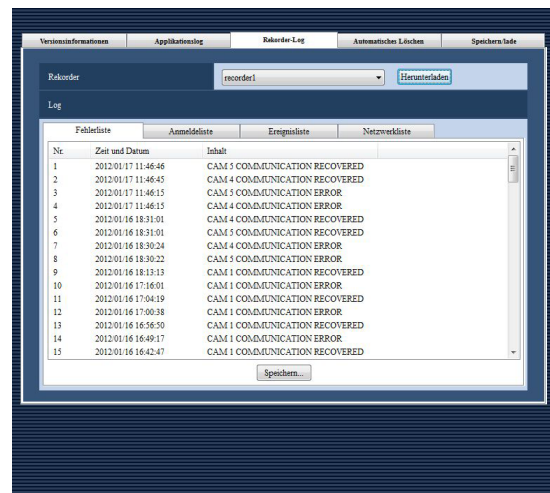 Versionsinformationen Applikationslog Rekorder-Log Automatisches Löschen Speichern/lade
Rekorder recorder1 Herunterladen
Log
Fehlerliste Anmeldeliste Ereignisliste Netzwerkliste
Nr. Zeit und Datum Inhalt
1 2012/01/17 11:46:46 CAM 5 COMMUNICATION RECOVERED
2 2012/01/17 11:46:45 CAM 4 COMMUNICATION RECOVERED
3 2012/01/17 11:46:15 CAM 5 COMMUNICATION ERROR
4 2012/01/17 11:46:15 CAM 4 COMMUNICATION ERROR
5 2012/01/16 18:31:01 CAM 4 COMMUNICATION RECOVERED
6 2012/01/16 18:31:01 CAM 5 COMMUNICATION RECOVERED
7 2012/01/16 18:30:24 CAM 4 COMMUNICATION ERROR
8 2012/01/16 18:30:22 CAM 5 COMMUNICATION ERROR
9 2012/01/16 18:13:13 CAM 1 COMMUNICATION RECOVERED
10 2012/01/16 17:16:01 CAM 1 COMMUNICATION ERROR
11 2012/01/16 17:04:19 CAM 1 COMMUNICATION RECOVERED
12 2012/01/16 17:00:38 CAM 1 COMMUNICATION ERROR
13 2012/01/16 16:56:50 CAM 1 COMMUNICATION RECOVERED
14 2012/01/16 16:49:17 CAM 1 COMMUNICATION ERROR
15 2012/01/16 16:42:47 CAM 1 COMMUNICATION RECOVERED
Speichern...